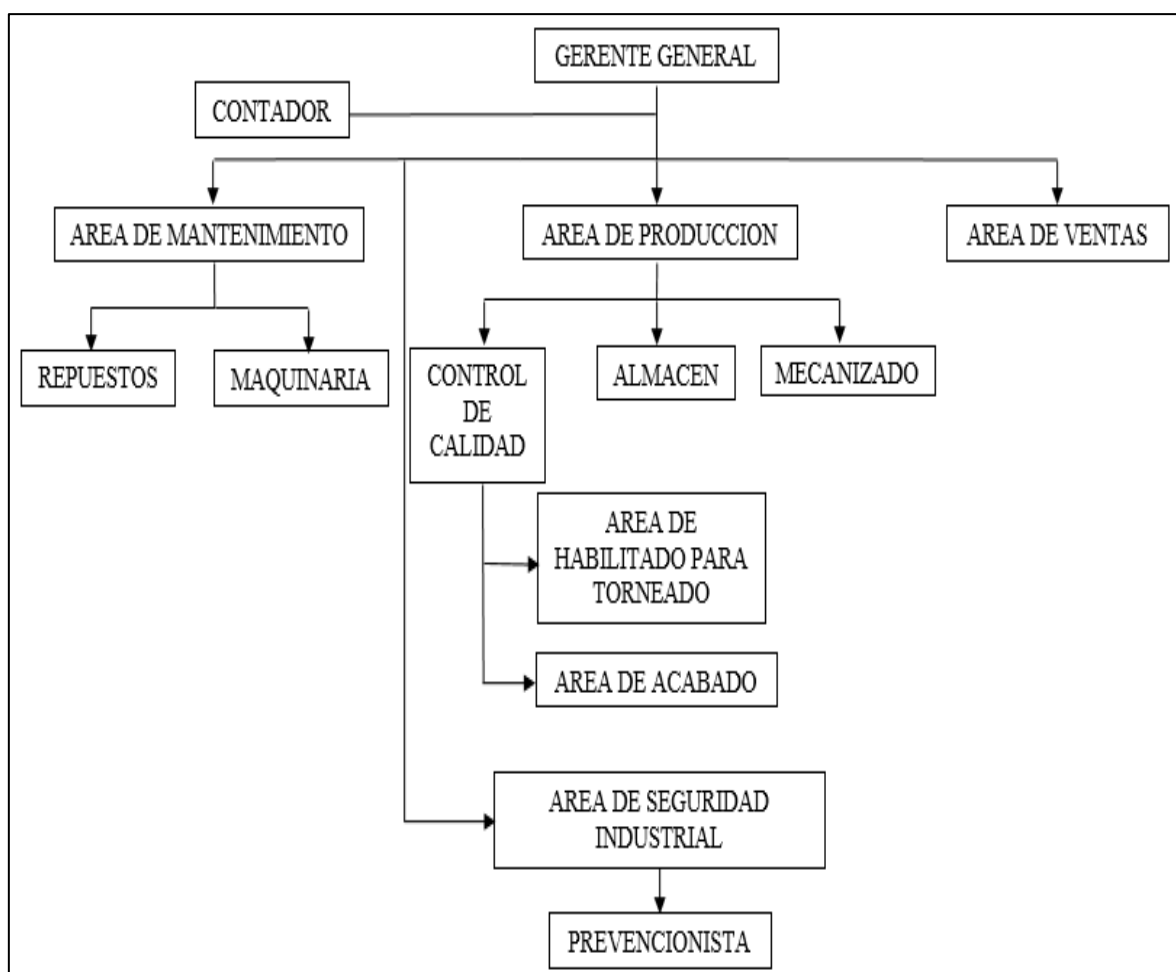 GERENTE GENERAL
CONTADOR
AREA DE MANTENIMIENTO
AREA DE PRODUCCION
AREA DE VENTAS
REPUESTOS
MAQUINARIA
CONTROL
DE
CALIDAD
ALMACEN
MECANIZADO
AREA DE
HABILITADO PARA
TORNEADO
AREA DE ACABADO
AREA DE SEGURIDAD
INDUSTRIAL
PREVENCIONISTA